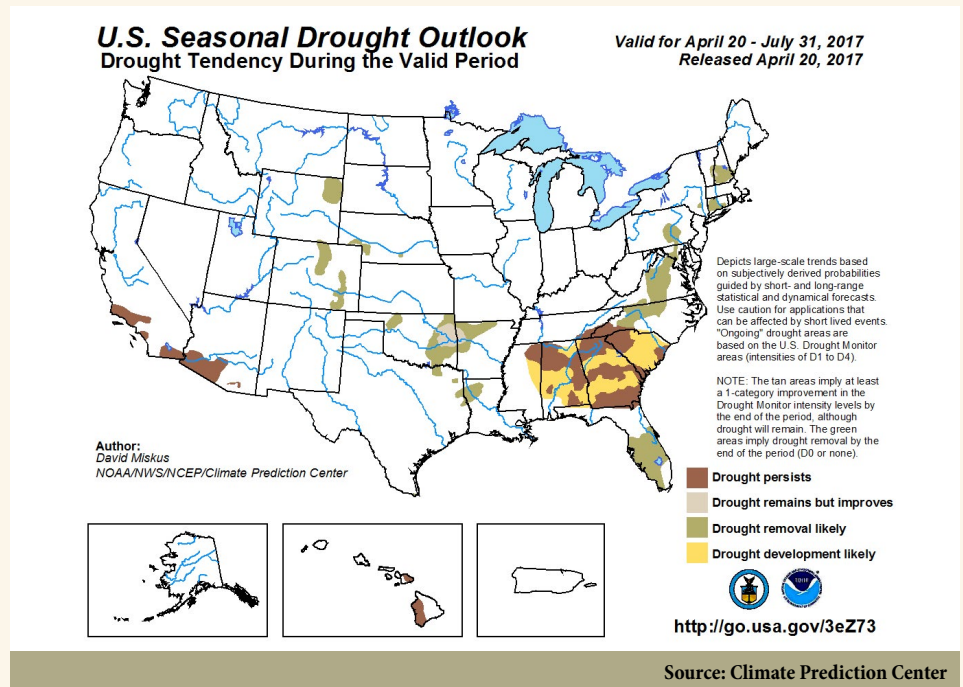 U.S. Seasonal Drought Outlook
Drought Tendency During the Valid Period
Valid for April 20 - July 31, 2017
Released April 20, 2017
Depicts large-scale trends based
on subjectively derived probabilities
guided by short- and long-range
statistical and dynamical forecasts.
Use caution for applications that
can be affected by short lived events.
"Ongoing" drought areas are
based on the U.S. Drought Monitor
areas (intensities of D1 to D4).
NOTE: The tan areas imply at least
a 1-category improvement in the
Drought Monitor intensity levels by
the end of the period, although
drought will remain. The green
areas imply drought removal by the
end of the period (D0 or none).
Author:
David Miskus
NOAA/NWS/NCEP/Climate Prediction Center
Drought persists
Drought remains but improves
Drought removal likely
Drought development likely
http://go.usa.gov/3eZ73
Source: Climate Prediction Center